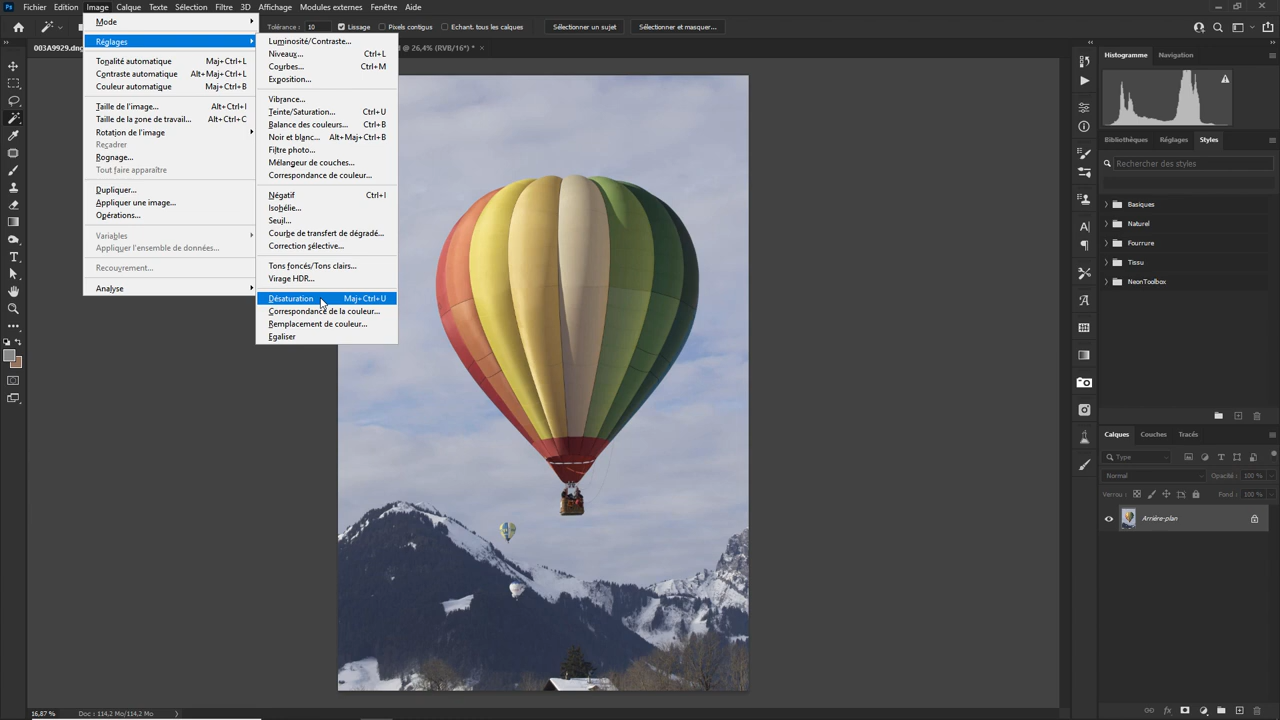 Ps Fichier Edition Image Calque Texte Sélection Filtre 3D Affichage Modules externes Fenêtre Aide
Tolérance : 10 Lissage Pixels contigus Echant. tous les calques Sélectionner un sujet Sélectionner et masquer...
003A9929.dng @ 26,4% (RVB/16*) * ×
Mode
Réglages
Tonalité automatique Maj+Ctrl+L
Contraste automatique Alt+Maj+Ctrl+L
Couleur automatique Maj+Ctrl+B
Taille de l'image... Alt+Ctrl+I
Taille de la zone de travail... Alt+Ctrl+C
Rotation de l'image
Recadrer
Rognage...
Tout faire apparaître
Dupliquer...
Appliquer une image...
Opérations...
Variables
Appliquer l'ensemble de données...
Recouvrement...
Analyse
Luminosité/Contraste...
Niveaux... Ctrl+L
Courbes... Ctrl+M
Exposition...
Vibrance...
Teinte/Saturation... Ctrl+U
Balance des couleurs... Ctrl+B
Noir et blanc... Alt+Maj+Ctrl+B
Filtre photo...
Mélangeur de couches...
Correspondance de couleur...
Négatif Ctrl+I
Isohélie...
Seuil...
Courbe de transfert de dégradé...
Correction sélective...
Tons foncés/Tons clairs...
Virage HDR...
Désaturation Maj+Ctrl+U
Correspondance de la couleur...
Remplacement de couleur...
Egaliser
Histogramme Navigation
Bibliothèques Réglages Styles
Rechercher des styles
Basiques
Naturel
Fourrure
Tissu
NeonToolbox
Calques Couches Tracés
Type
Normal Opacité : 100 %
Verrou : Fond : 100 %
Arrière-plan
16,87 % Doc : 114,2 Mo/114,2 Mo